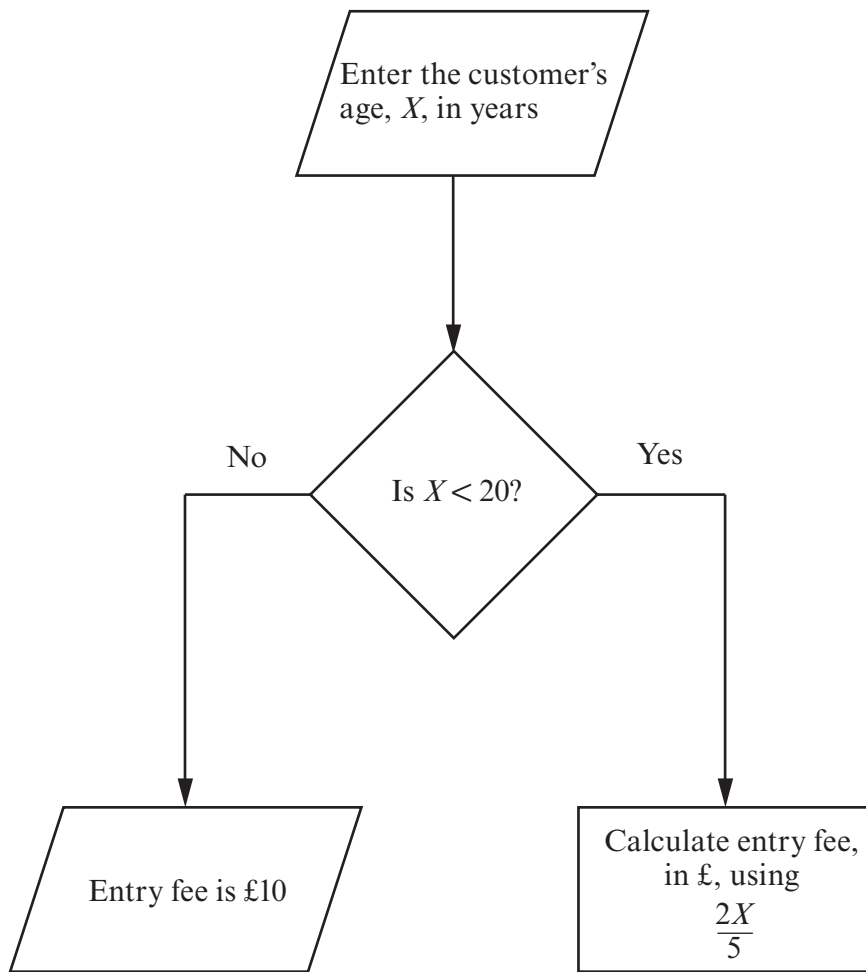 Enter the customer’s
age, X, in years
No
Yes
Is X < 20?
Entry fee is £10
Calculate entry fee,
in £, using
2X
5